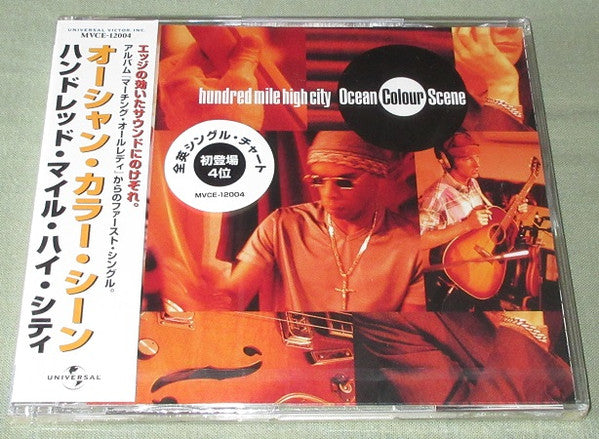 UNIVERSAL VICTOR, INC.
MVCE-12004
エッジの効いたサウンドにのけぞれ。
アルバム「マーチング・オールレディ」からのファースト・シングル。
オーシャン・カラー・シーン
ハンドレッド・マイル・ハイ・シティ
UNIVERSAL
hundred mile high city Ocean Colour Scene
全英シングル・チャート
初登場
4位
MVCE-12004